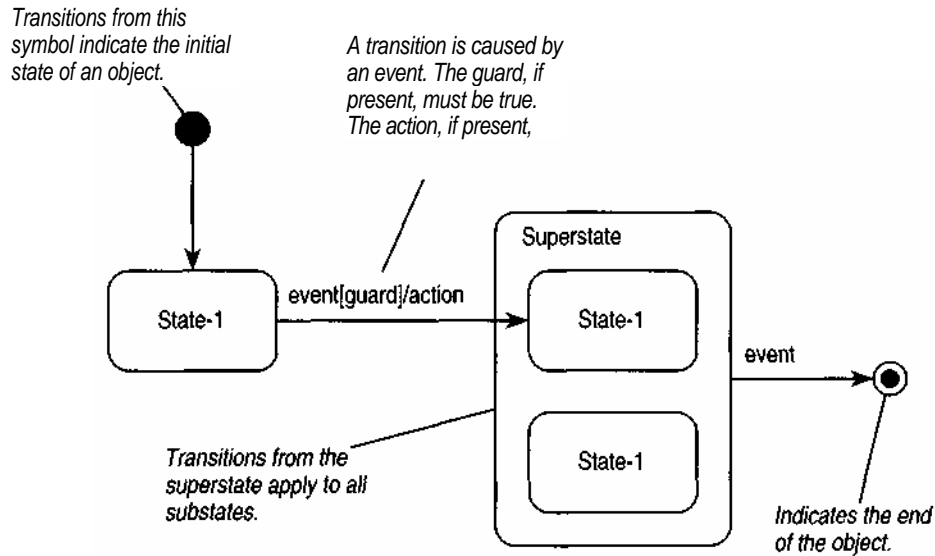 Transitions from this
symbol indicate the initial
state of an object.
A transition is caused by
an event. The guard, if
present, must be true.
The action, if present,
Superstate
State-1
event[guard]/action
State-1
event
State-1
Transitions from the
superstate apply to all
substates.
Indicates the end
of the object.